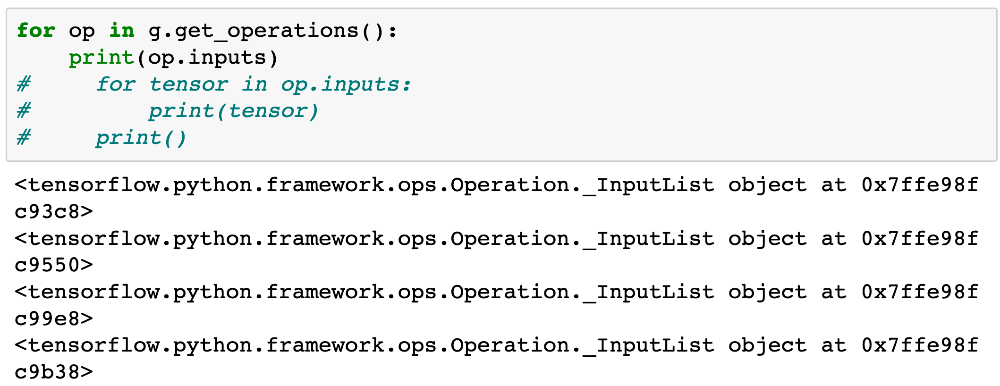 for op in g.get_operations():
    print(op.inputs)
#     for tensor in op.inputs:
#         print(tensor)
#     print()
<tensorflow.python.framework.ops.Operation._InputList object at 0x7ffe98f
c93c8>
<tensorflow.python.framework.ops.Operation._InputList object at 0x7ffe98f
c9550>
<tensorflow.python.framework.ops.Operation._InputList object at 0x7ffe98f
c99e8>
<tensorflow.python.framework.ops.Operation._InputList object at 0x7ffe98f
c9b38>